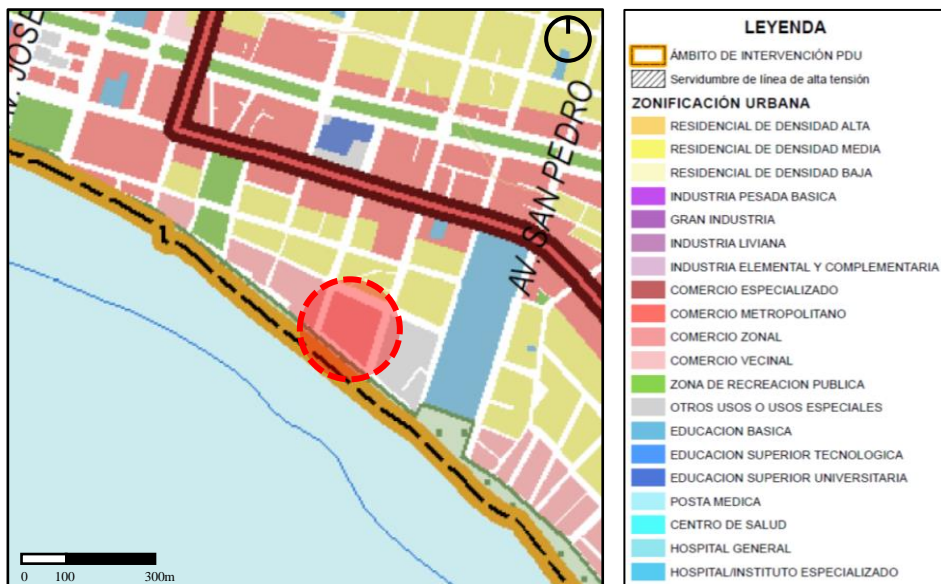 AV. JOSE
AV. SAN PEDRO
0 100 300m
LEYENDA
ÁMBITO DE INTERVENCIÓN PDU
Servidumbre de línea de alta tensión
ZONIFICACIÓN URBANA
RESIDENCIAL DE DENSIDAD ALTA
RESIDENCIAL DE DENSIDAD MEDIA
RESIDENCIAL DE DENSIDAD BAJA
INDUSTRIA PESADA BASICA
GRAN INDUSTRIA
INDUSTRIA LIVIANA
INDUSTRIA ELEMENTAL Y COMPLEMENTARIA
COMERCIO ESPECIALIZADO
COMERCIO METROPOLITANO
COMERCIO ZONAL
COMERCIO VECINAL
ZONA DE RECREACION PUBLICA
OTROS USOS O USOS ESPECIALES
EDUCACION BASICA
EDUCACION SUPERIOR TECNOLOGICA
EDUCACION SUPERIOR UNIVERSITARIA
POSTA MEDICA
CENTRO DE SALUD
HOSPITAL GENERAL
HOSPITAL/INSTITUTO ESPECIALIZADO